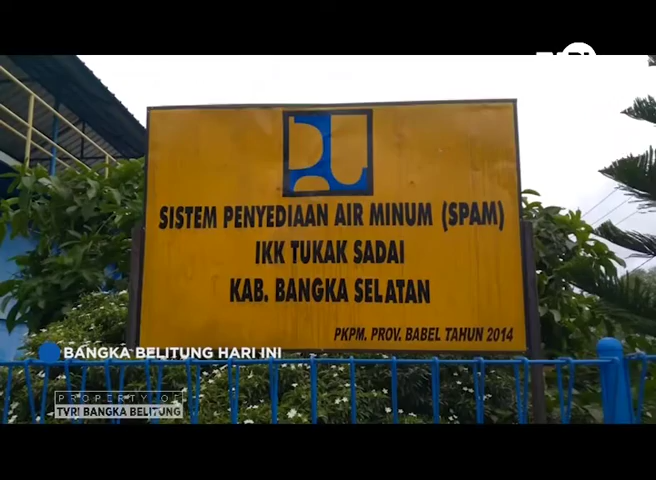 SISTEM PENYEDIAAN AIR MINUM (SPAM)
IKK TUKAK SADAI
KAB. BANGKA SELATAN
PKPM. PROV. BABEL TAHUN 2014
BANGKA BELITUNG HARI INI
PROPERTY OF
TVRI BANGKA BELITUNG